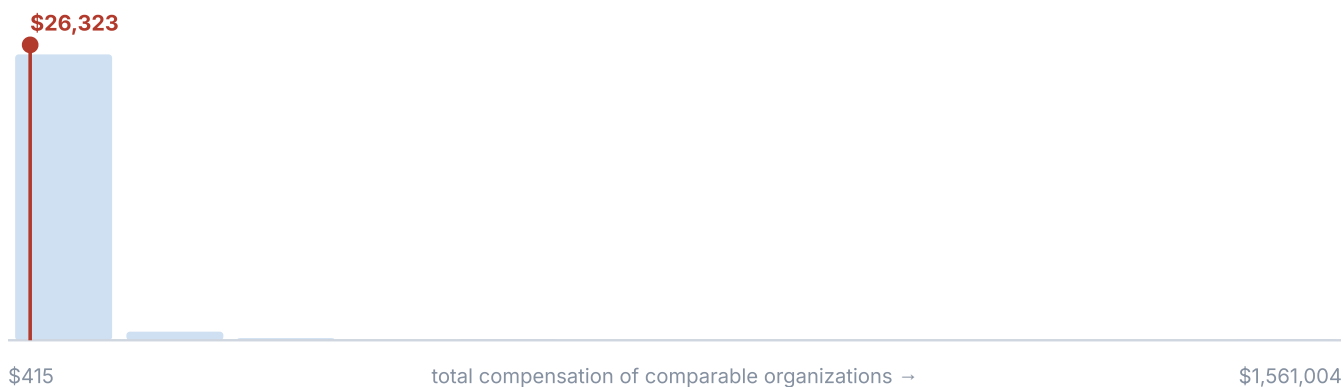 $26,323
$415 total compensation of comparable organizations → $1,561,004